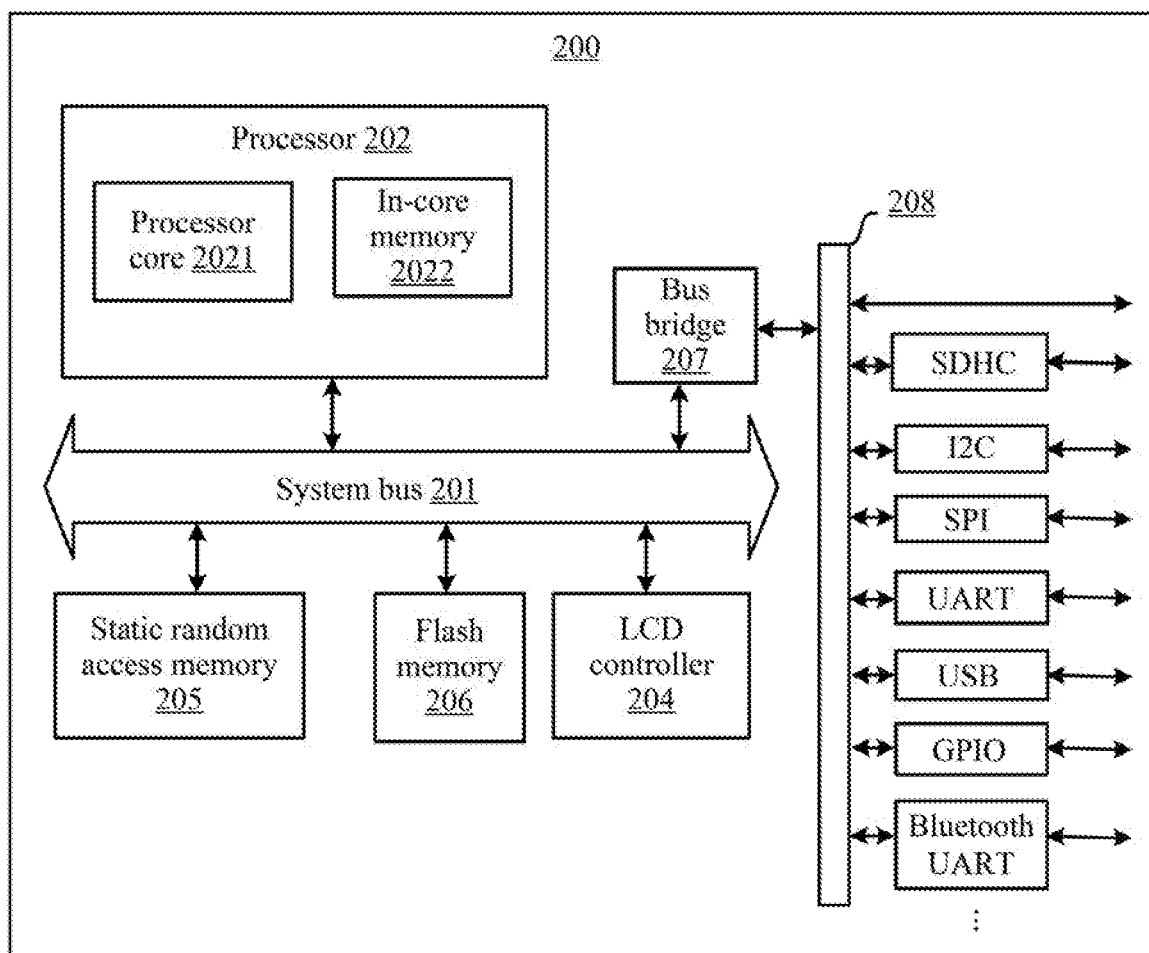 200
Processor 202
Processor
core 2021
In-core
memory
2022
208
Bus
bridge
207
SDHC
I2C
SPI
UART
USB
GPIO
Bluetooth
UART
⋮
System bus 201
Static random
access memory
205
Flash
memory
206
LCD
controller
204